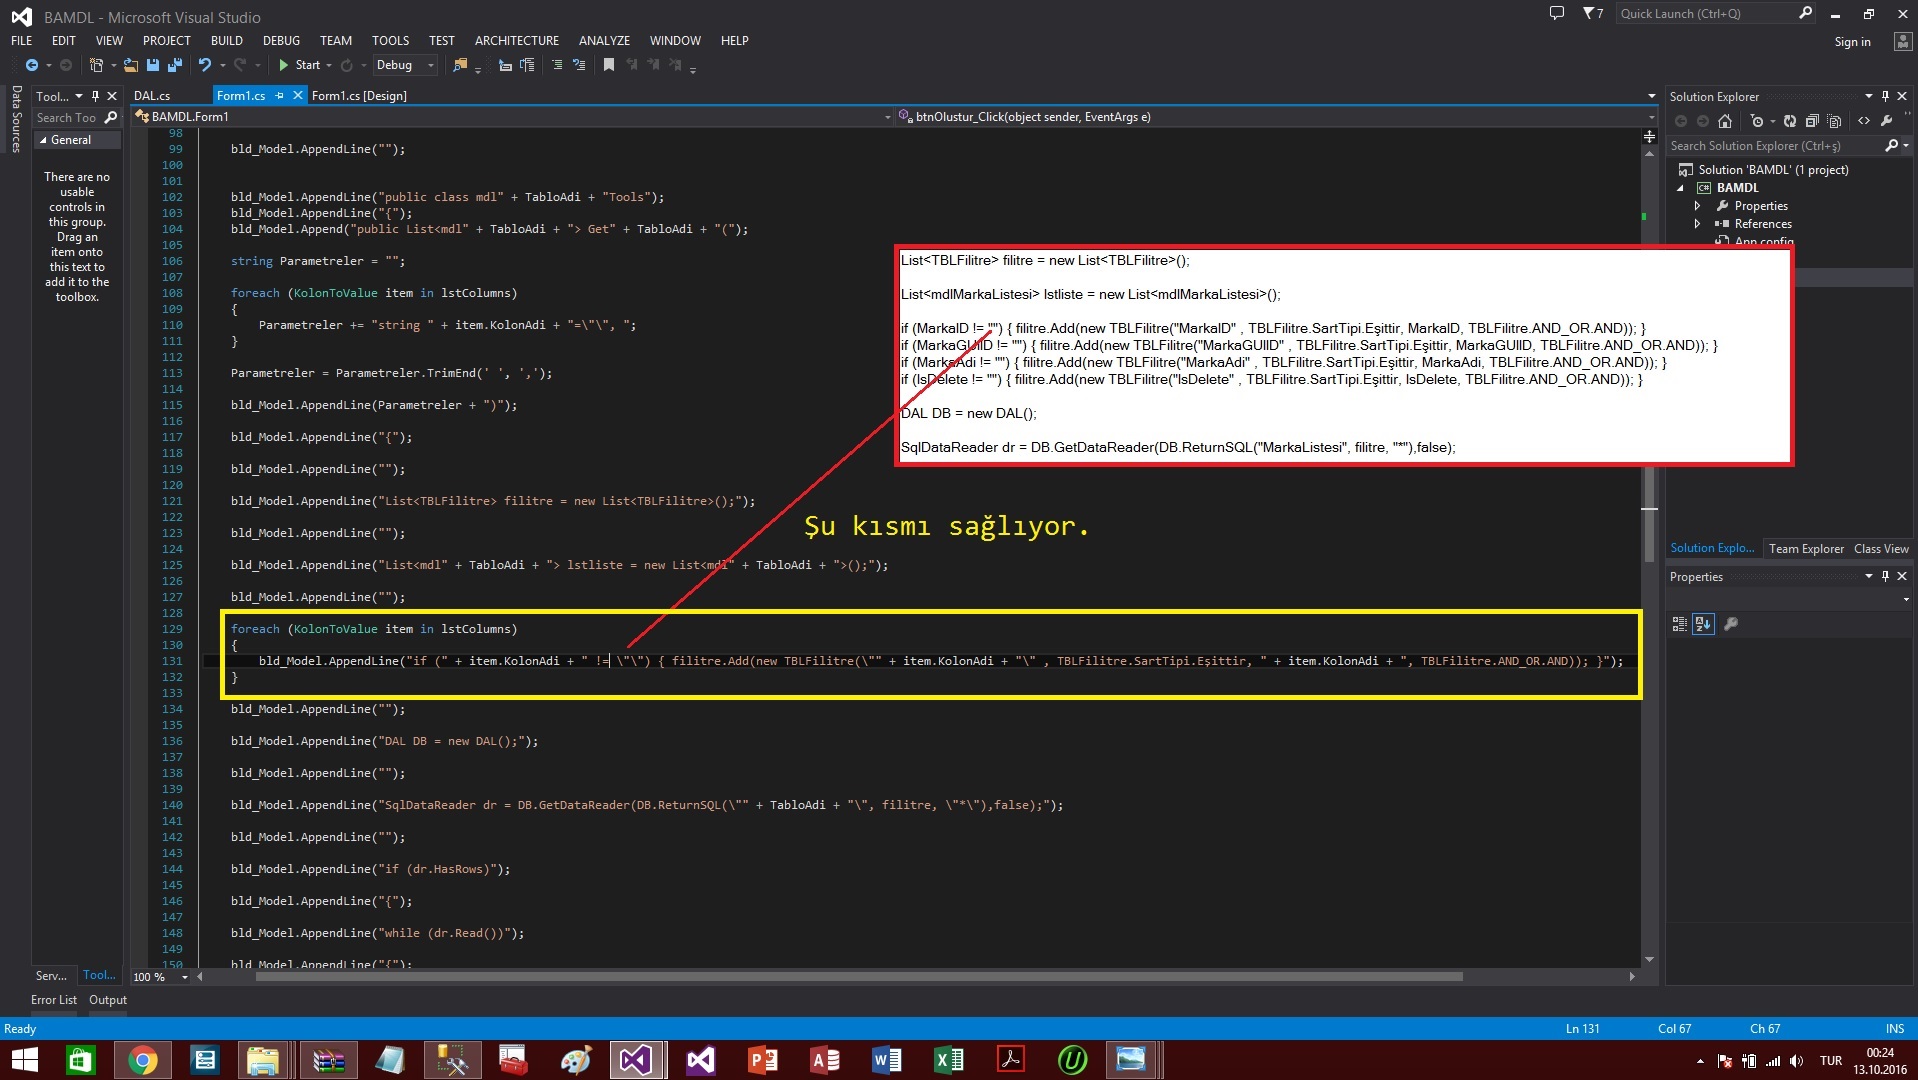 BAMDL - Microsoft Visual Studio
7
Quick Launch (Ctrl+Q)
FILE EDIT VIEW PROJECT BUILD DEBUG TEAM TOOLS TEST ARCHITECTURE ANALYZE WINDOW HELP
Sign in
Start
Debug
Data Sources
Tool...
Search Too
General
There are no
usable
controls in
this group.
Drag an
item onto
this text to
add it to the
toolbox.
Serv... Tool...
DAL.cs Form1.cs Form1.cs [Design]
BAMDL.Form1
btnOlustur_Click(object sender, EventArgs e)
98
99 bld_Model.AppendLine("");
100
101
102 bld_Model.AppendLine("public class mdl" + TabloAdi + "Tools");
103 bld_Model.AppendLine("{");
104 bld_Model.Append("public List<mdl" + TabloAdi + "> Get" + TabloAdi + "(");
105
106 string Parametreler = "";
107
108 foreach (KolonToValue item in lstColumns)
109 {
110 Parametreler += "string " + item.KolonAdi + "=\"\", ";
111 }
112
113 Parametreler = Parametreler.TrimEnd(' ', ',');
114
115 bld_Model.AppendLine(Parametreler + ")");
116
117 bld_Model.AppendLine("{");
118
119 bld_Model.AppendLine("");
120
121 bld_Model.AppendLine("List<TBLFilitre> filitre = new List<TBLFilitre>();");
122
123 bld_Model.AppendLine("");
124
125 bld_Model.AppendLine("List<mdl" + TabloAdi + "> lstliste = new List<mdl" + TabloAdi + ">();");
126
127 bld_Model.AppendLine("");
128
129 foreach (KolonToValue item in lstColumns)
130 {
131 bld_Model.AppendLine("if (" + item.KolonAdi + " != \"\") { filitre.Add(new TBLFilitre(\"" + item.KolonAdi + "\" , TBLFilitre.SartTipi.Eşittir, " + item.KolonAdi + ", TBLFilitre.AND_OR.AND)); }");
132 }
133
134 bld_Model.AppendLine("");
135
136 bld_Model.AppendLine("DAL DB = new DAL();");
137
138 bld_Model.AppendLine("");
139
140 bld_Model.AppendLine("SqlDataReader dr = DB.GetDataReader(DB.ReturnSQL(\"" + TabloAdi + "\", filitre, \"*\"),false);");
141
142 bld_Model.AppendLine("");
143
144 bld_Model.AppendLine("if (dr.HasRows)");
145
146 bld_Model.AppendLine("{");
147
148 bld_Model.AppendLine("while (dr.Read())");
149
150 bld_Model.AppendLine("{");
List<TBLFilitre> filitre = new List<TBLFilitre>();
List<mdlMarkaListesi> lstliste = new List<mdlMarkaListesi>();
if (MarkaID != "") { filitre.Add(new TBLFilitre("MarkaID" , TBLFilitre.SartTipi.Eşittir, MarkaID, TBLFilitre.AND_OR.AND)); }
if (MarkaGUIID != "") { filitre.Add(new TBLFilitre("MarkaGUIID" , TBLFilitre.SartTipi.Eşittir, MarkaGUIID, TBLFilitre.AND_OR.AND)); }
if (MarkaAdi != "") { filitre.Add(new TBLFilitre("MarkaAdi" , TBLFilitre.SartTipi.Eşittir, MarkaAdi, TBLFilitre.AND_OR.AND)); }
if (IsDelete != "") { filitre.Add(new TBLFilitre("IsDelete" , TBLFilitre.SartTipi.Eşittir, IsDelete, TBLFilitre.AND_OR.AND)); }
DAL DB = new DAL();
SqlDataReader dr = DB.GetDataReader(DB.ReturnSQL("MarkaListesi", filitre, "*"),false);
Şu kısmı sağlıyor.
100 %
Solution Explorer
Search Solution Explorer (Ctrl+ş)
Solution 'BAMDL' (1 project)
C# BAMDL
Properties
References
App.config
Solution Explo... Team Explorer Class View
Properties
Error List Output
Ready
Ln 131 Col 67 Ch 67 INS
TUR
00:24
13.10.2016